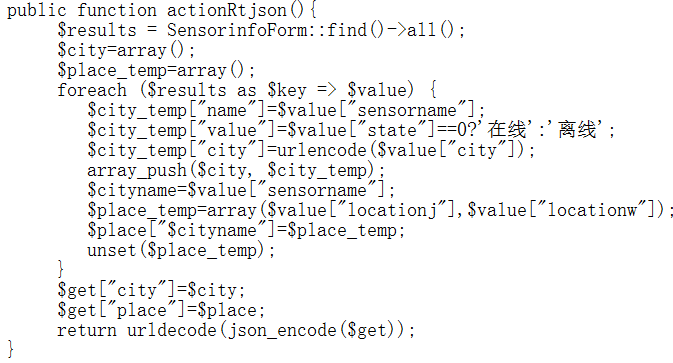 public function actionRtjson(){
$results = SensorinfoForm::find()->all();
$city=array();
$place_temp=array();
foreach ($results as $key => $value) {
$city_temp["name"]=$value["sensorname"];
$city_temp["value"]=$value["state"]==0?'在线':'离线';
$city_temp["city"]=urlencode($value["city"]);
array_push($city, $city_temp);
$cityname=$value["sensorname"];
$place_temp=array($value["locationj"],$value["locationw"]);
$place["$cityname"]=$place_temp;
unset($place_temp);
}
$get["city"]=$city;
$get["place"]=$place;
return urldecode(json_encode($get));
}